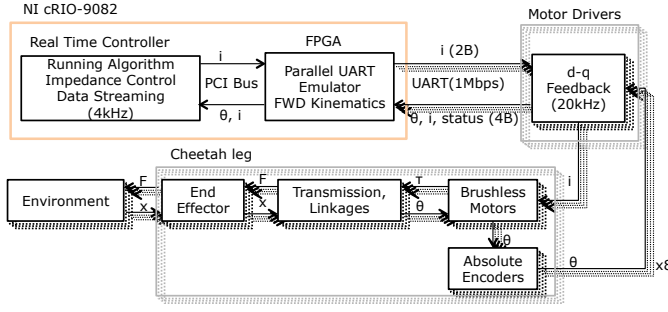 NI cRIO-9082
Motor Drivers
Real Time Controller
FPGA
Running Algorithm
Impedance Control
Data Streaming
(4kHz)
i
PCI Bus
θ, i
Parallel UART
Emulator
FWD Kinematics
i (2B)
UART(1Mbps)
θ, i, status (4B)
d-q
Feedback
(20kHz)
Cheetah leg
i
Environment
F
x
End
Effector
F
x
Transmission,
Linkages
τ
θ
Brushless
Motors
θ
Absolute
Encoders
θ
x8